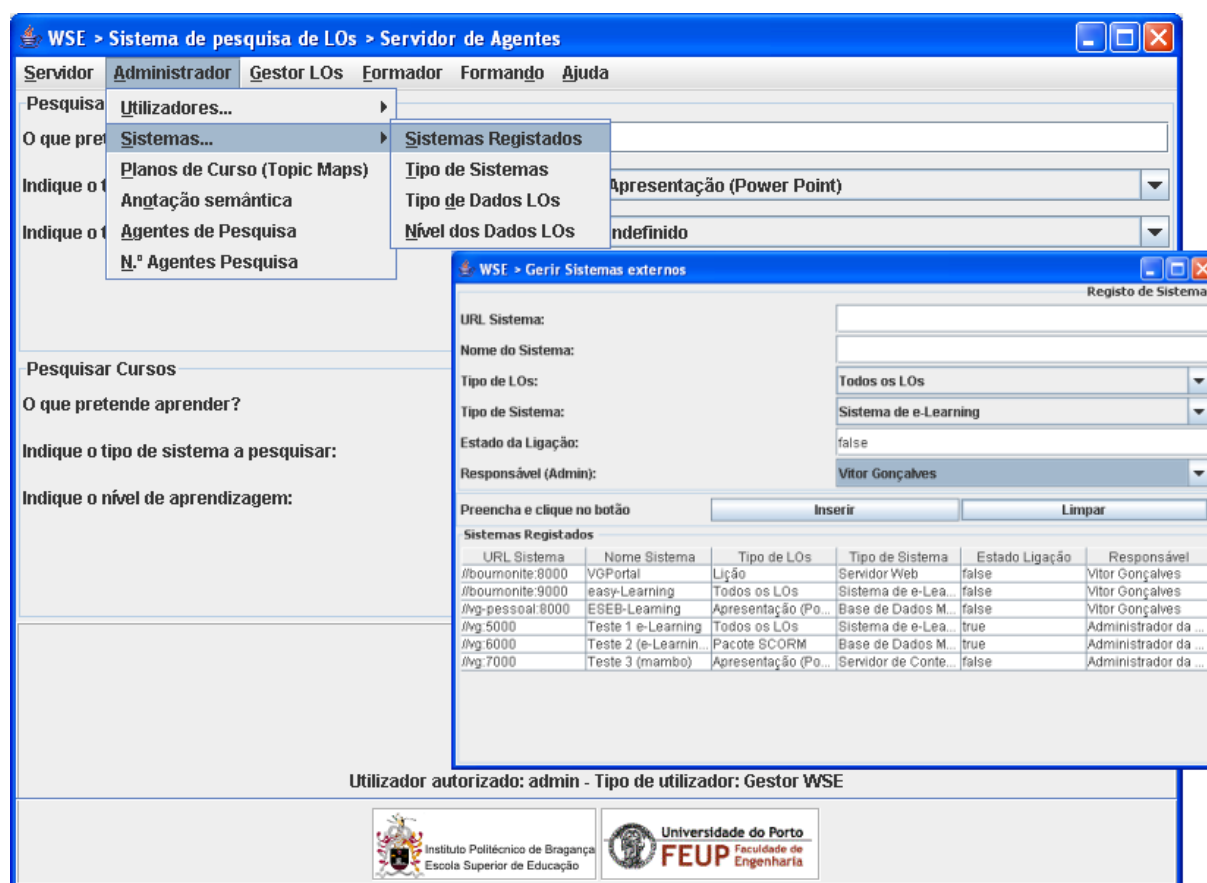 WSE > Sistema de pesquisa de LOs > Servidor de Agentes
Servidor Administrador Gestor LOs Formador Formando Ajuda
Pesquisa
Utilizadores...
O que pret
Sistemas...
Sistemas Registados
Planos de Curso (Topic Maps)
Tipo de Sistemas
Indique o t
Apresentação (Power Point)
Anotação semântica
Tipo de Dados LOs
Indique o t
Agentes de Pesquisa
Nível dos Dados LOs
ndefinido
N.º Agentes Pesquisa
WSE > Gerir Sistemas externos
Registo de Sistema
URL Sistema:
Nome do Sistema:
Tipo de LOs: Todos os LOs
Tipo de Sistema: Sistema de e-Learning
Estado da Ligação: false
Responsável (Admin): Vitor Gonçalves
Preencha e clique no botão Inserir Limpar
Sistemas Registados
URL Sistema Nome Sistema Tipo de LOs Tipo de Sistema Estado Ligação Responsável
//bournonite:8000 VGPortal Lição Servidor Web false Vitor Gonçalves
//bournonite:9000 easy-Learning Todos os LOs Sistema de e-Lea... false Vitor Gonçalves
//vg-pessoal:8000 ESEB-Learning Apresentação (Po... Base de Dados M... false Vitor Gonçalves
//vg:5000 Teste 1 e-Learning Todos os LOs Sistema de e-Lea... true Administrador da ...
//vg:6000 Teste 2 (e-Learnin... Pacote SCORM Base de Dados M... true Administrador da ...
//vg:7000 Teste 3 (mambo) Apresentação (Po... Servidor de Conte... false Administrador da ...
Pesquisar Cursos
O que pretende aprender?
Indique o tipo de sistema a pesquisar:
Indique o nível de aprendizagem:
Utilizador autorizado: admin - Tipo de utilizador: Gestor WSE
Instituto Politécnico de Bragança
Escola Superior de Educação
Universidade do Porto
FEUP Faculdade de
Engenharia